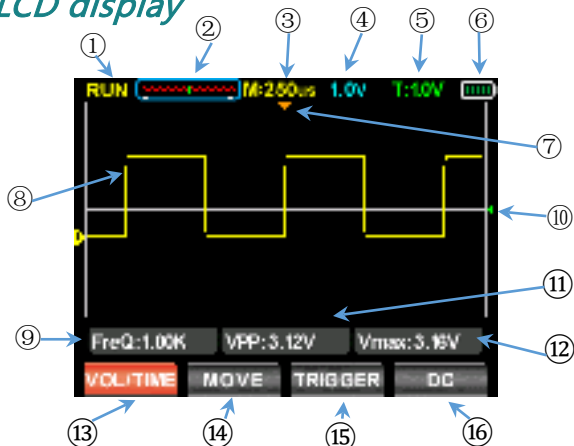 LCD display
① ② ③ ④ ⑤ ⑥
RUN M:250us 1.0V T:1.0V
⑦
⑧
⑩
⑪
⑨ FreQ:1.00K VPP:3.12V Vmax:3.16V ⑫
VOL/TIME MOVE TRIGGER DC
⑬ ⑭ ⑮ ⑯